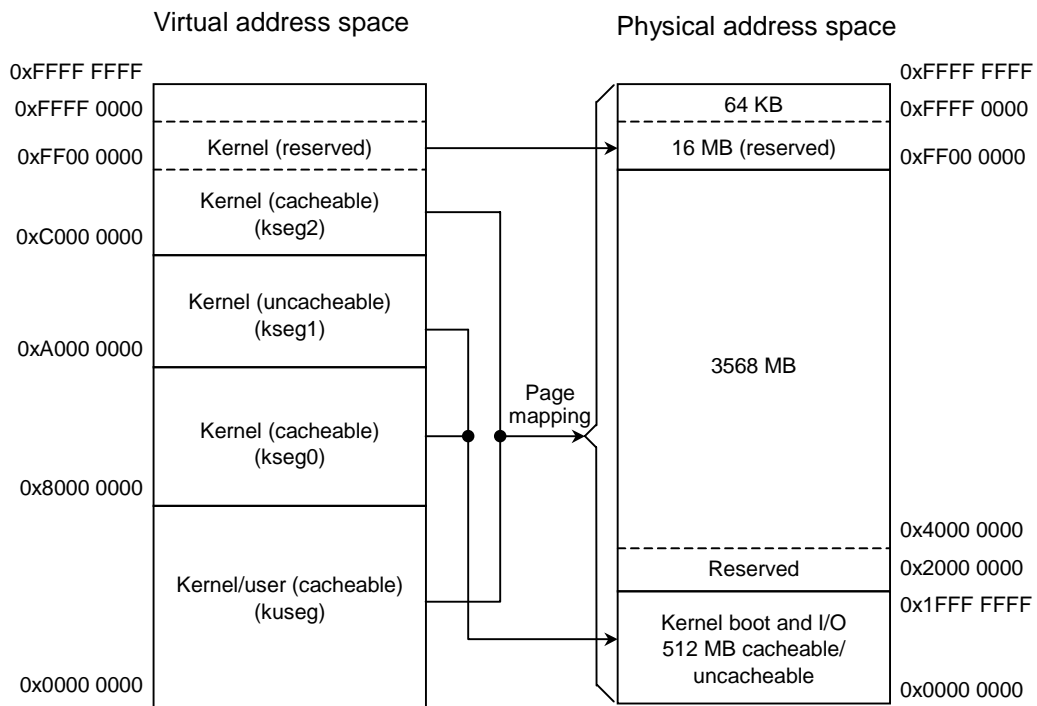 Virtual address space
Physical address space
0xFFFF FFFF
0xFFFF 0000
0xFF00 0000
0xC000 0000
0xA000 0000
0x8000 0000
0x0000 0000
Kernel (reserved)
Kernel (cacheable)
(kseg2)
Kernel (uncacheable)
(kseg1)
Kernel (cacheable)
(kseg0)
Kernel/user (cacheable)
(kuseg)
Page
mapping
64 KB
16 MB (reserved)
3568 MB
Reserved
Kernel boot and I/O
512 MB cacheable/
uncacheable
0xFFFF FFFF
0xFFFF 0000
0xFF00 0000
0x4000 0000
0x2000 0000
0x1FFF FFFF
0x0000 0000